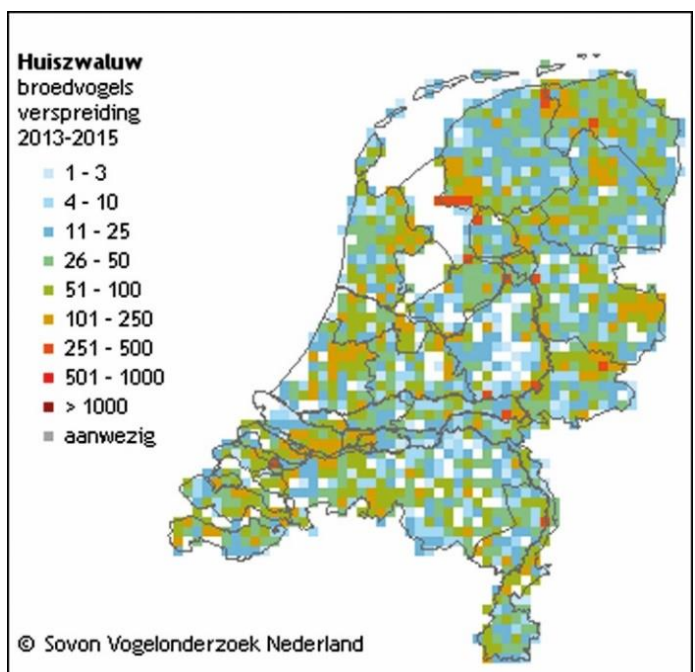 Huiszwaluw
broedvogels
verspreiding
2013-2015
1 - 3
4 - 10
11 - 25
26 - 50
51 - 100
101 - 250
251 - 500
501 - 1000
> 1000
aanwezig
© Sovon Vogelonderzoek Nederland